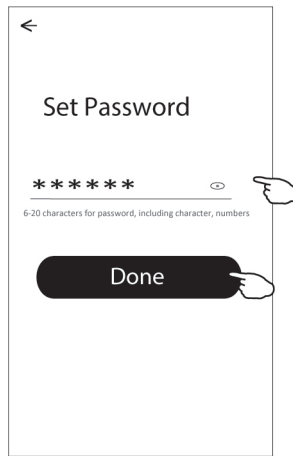 Set Password
******
6-20 characters for password, including character, numbers
Done